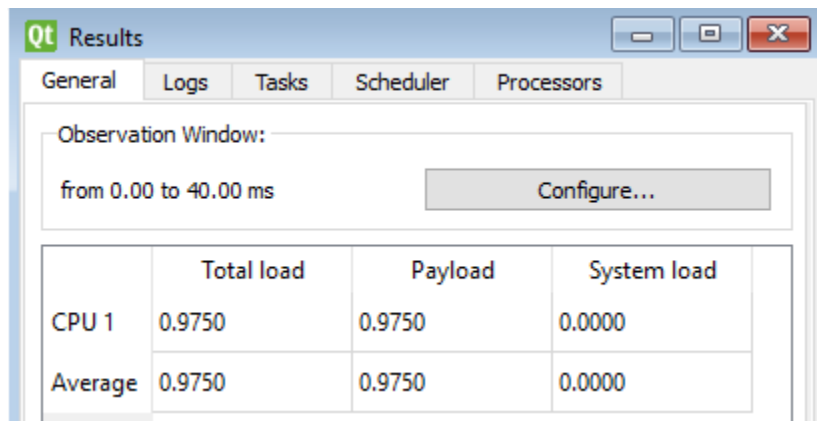 Qt Results
General Logs Tasks Scheduler Processors
Observation Window:
from 0.00 to 40.00 ms Configure...
Total load Payload System load
CPU 1 0.9750 0.9750 0.0000
Average 0.9750 0.9750 0.0000